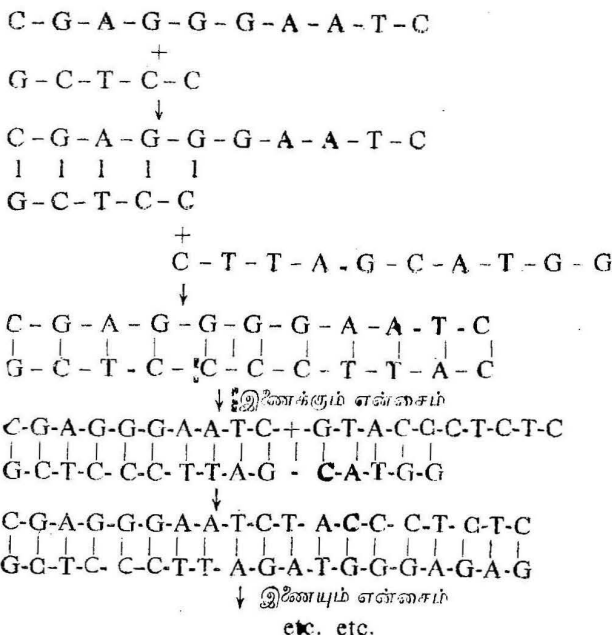 C - G - A - G - G - G - A - A - T - C
+
G - C - T - C - C
↓
C - G - A - G - G - G - A - A - T - C
| | | | |
G - C - T - C - C
+
C - T - T - A - G - C - A - T - G - G
↓
C - G - A - G - G - G - G - A - A - T - C
| | | | | | | | | | |
G - C - T - C - C - C - C - T - T - A - C
↓ இணைக்கும் என்சைம்
C-G-A-G-G-G-A-A-T-C-+-G-T-A-C-C-C-T-C-T-C
| | | | | | | | | | | | | | |
G-C-T-C-C-C-T-T-A-G - C-A-T-G-G
↓
C-G-A-G-G-G-A-A-T-C-T- A-C-C- C-T- C-T-C
| | | | | | | | | | | | | | | | | | |
G-C-T-C- C-C-T-T- A-G-A-T-G-G-G-A-G-A-G
↓ இணையும் என்சைம்
etc. etc.